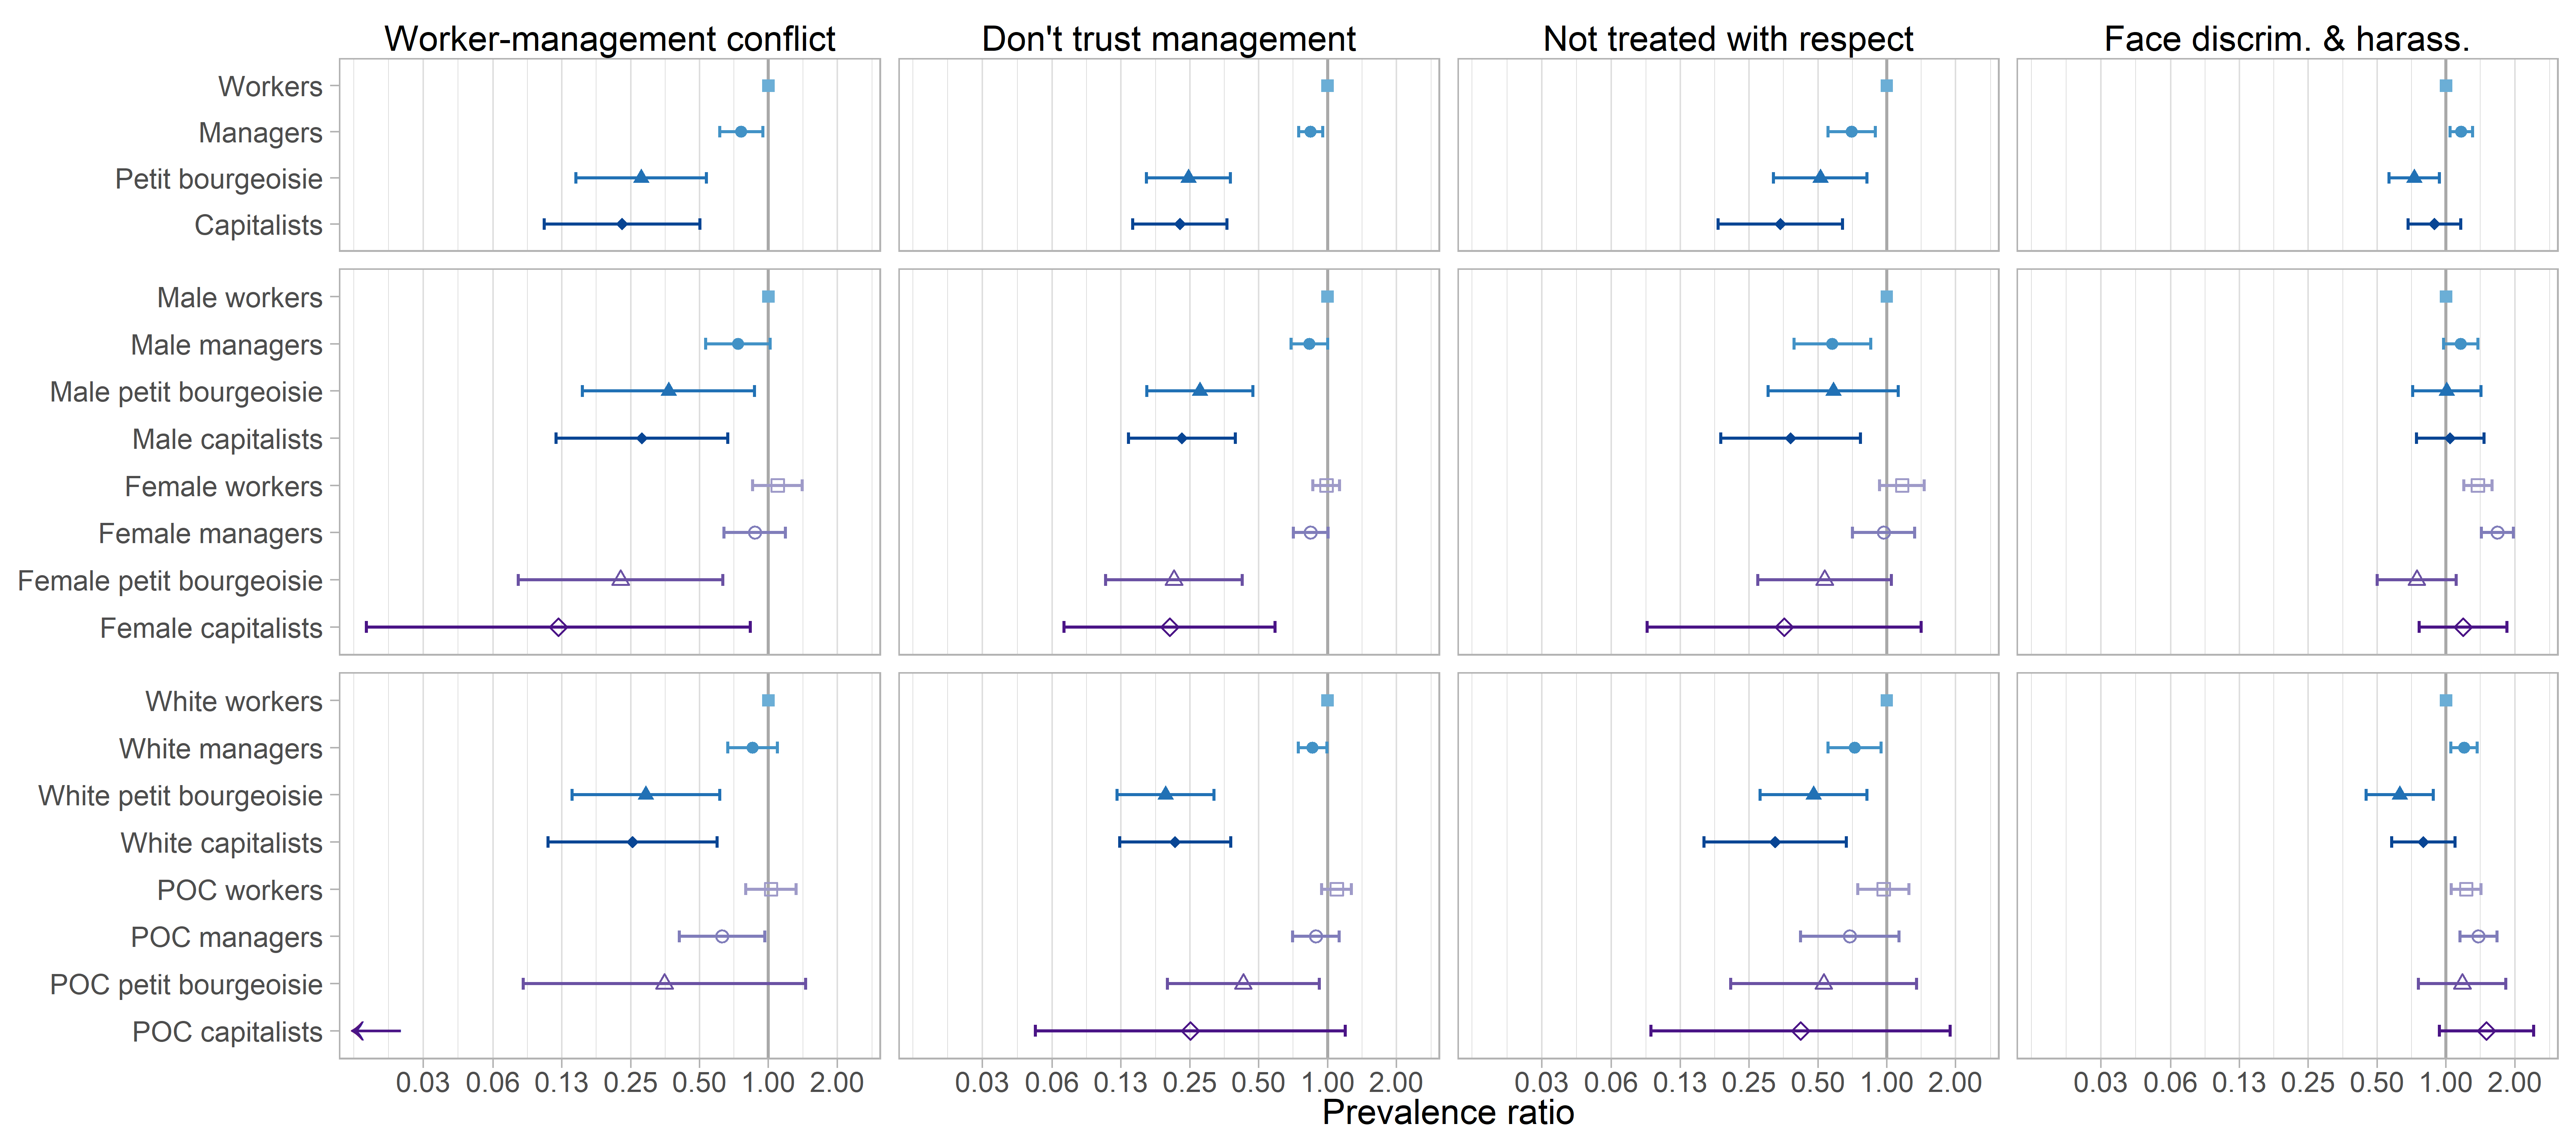 Worker-management conflict Don't trust management Not treated with respect Face discrim. & harass.
Workers
Managers
Petit bourgeoisie
Capitalists
Male workers
Male managers
Male petit bourgeoisie
Male capitalists
Female workers
Female managers
Female petit bourgeoisie
Female capitalists
White workers
White managers
White petit bourgeoisie
White capitalists
POC workers
POC managers
POC petit bourgeoisie
POC capitalists
0.03 0.06 0.13 0.25 0.50 1.00 2.00 0.03 0.06 0.13 0.25 0.50 1.00 2.00 0.03 0.06 0.13 0.25 0.50 1.00 2.00 0.03 0.06 0.13 0.25 0.50 1.00 2.00
Prevalence ratio